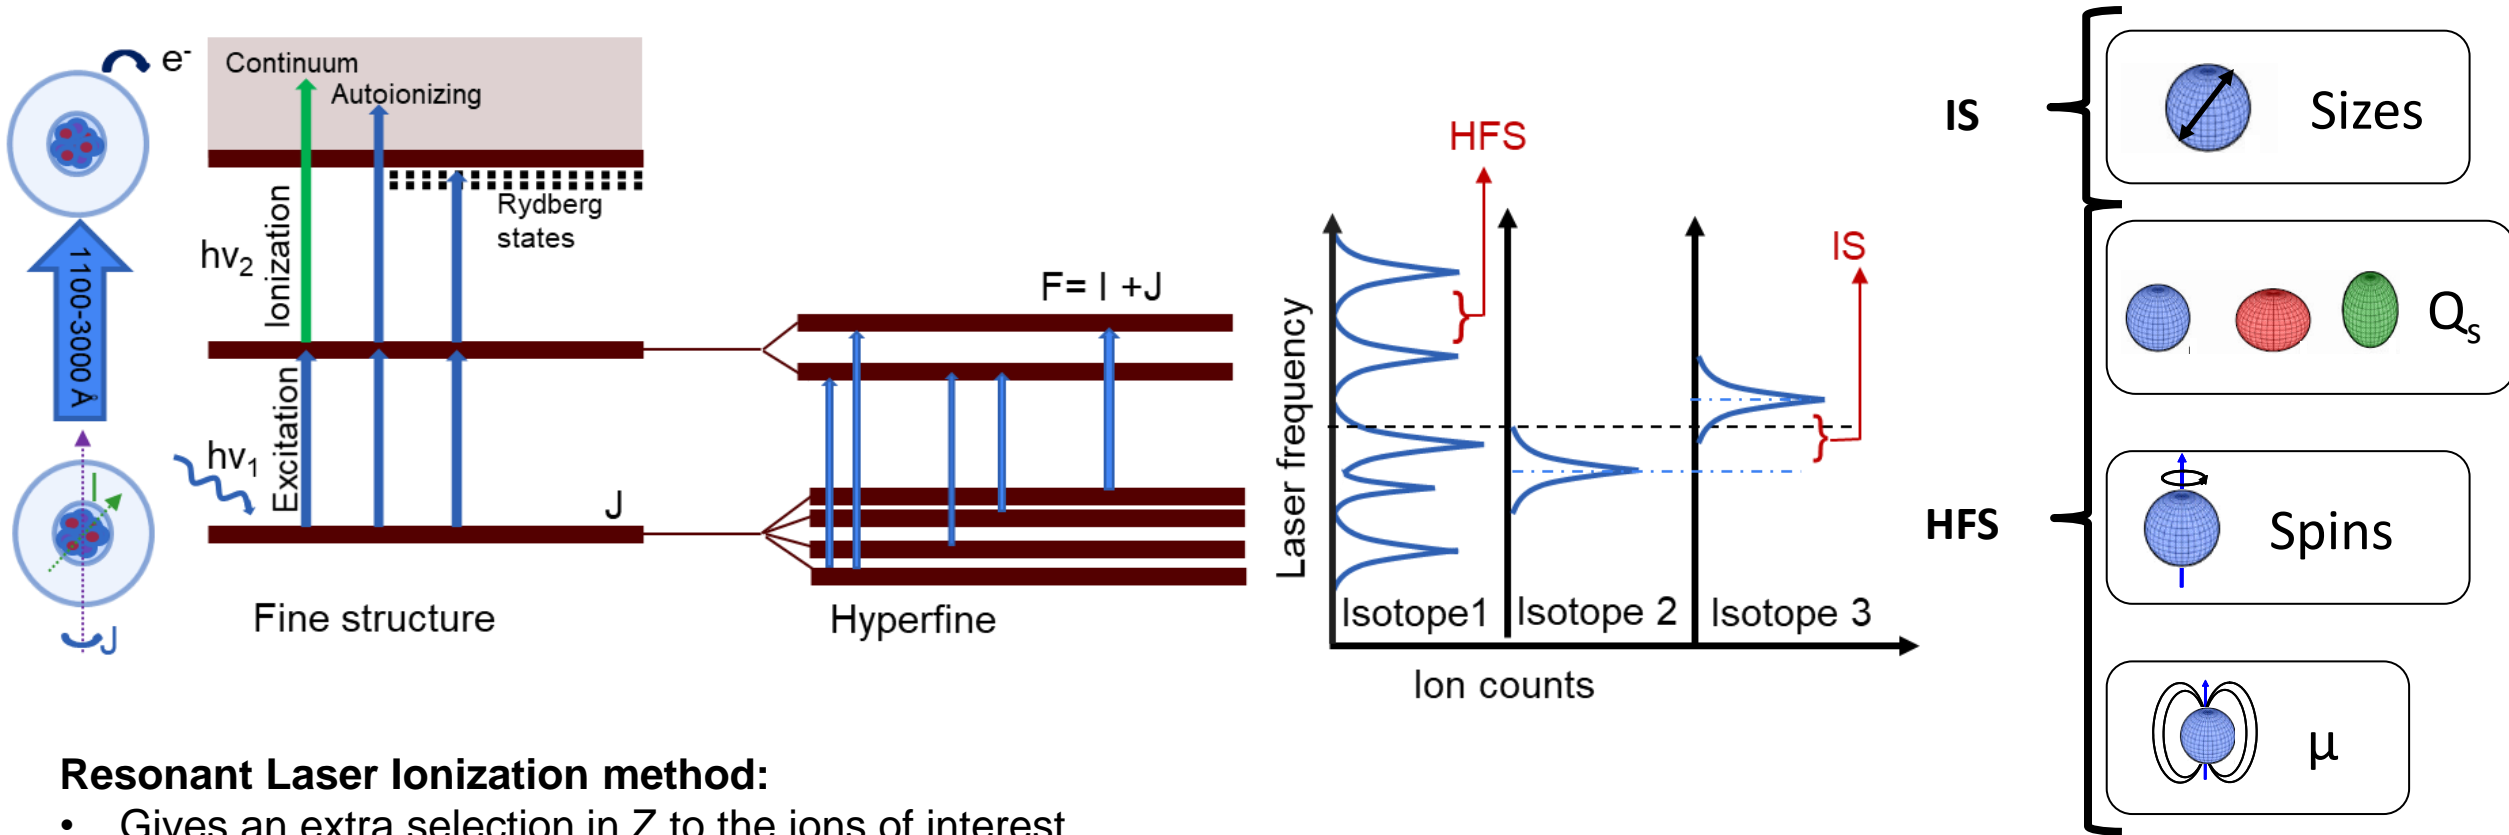 e-
Continuum
Autoionizing
Rydberg
states
hv2
Ionization
1100-3000 Å
hv1
Excitation
I
J
J
Fine structure
F= I +J
Hyperfine
HFS
IS
Laser frequency
Isotope1
Isotope 2
Isotope 3
Ion counts
IS
Sizes
Qs
HFS
Spins
μ
Resonant Laser Ionization method:
• Gives an extra selection in Z to the ions of interest